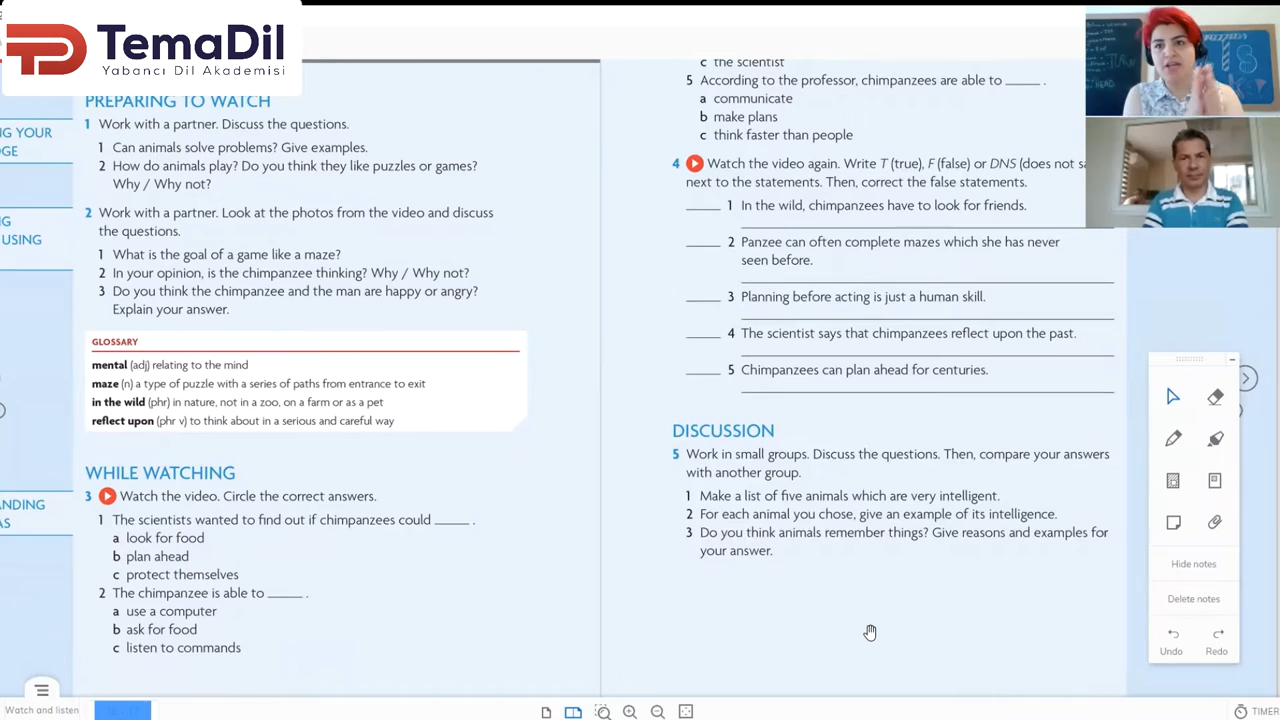 TemaDil
Yabancı Dil Akademisi
NG YOUR
GE
NG
USING
ANDING
AS
PREPARING TO WATCH
1 Work with a partner. Discuss the questions.
1 Can animals solve problems? Give examples.
2 How do animals play? Do you think they like puzzles or games?
Why / Why not?
2 Work with a partner. Look at the photos from the video and discuss
the questions.
1 What is the goal of a game like a maze?
2 In your opinion, is the chimpanzee thinking? Why / Why not?
3 Do you think the chimpanzee and the man are happy or angry?
Explain your answer.
GLOSSARY
mental (adj) relating to the mind
maze (n) a type of puzzle with a series of paths from entrance to exit
in the wild (phr) in nature, not in a zoo, on a farm or as a pet
reflect upon (phr v) to think about in a serious and careful way
WHILE WATCHING
3 Watch the video. Circle the correct answers.
1 The scientists wanted to find out if chimpanzees could _____ .
a look for food
b plan ahead
c protect themselves
2 The chimpanzee is able to _____ .
a use a computer
b ask for food
c listen to commands
c the scientist
5 According to the professor, chimpanzees are able to _____ .
a communicate
b make plans
c think faster than people
4 Watch the video again. Write T (true), F (false) or DNS (does not sa
next to the statements. Then, correct the false statements.
_____ 1 In the wild, chimpanzees have to look for friends.
_____ 2 Panzee can often complete mazes which she has never
seen before.
_____ 3 Planning before acting is just a human skill.
_____ 4 The scientist says that chimpanzees reflect upon the past.
_____ 5 Chimpanzees can plan ahead for centuries.
DISCUSSION
5 Work in small groups. Discuss the questions. Then, compare your answers
with another group.
1 Make a list of five animals which are very intelligent.
2 For each animal you chose, give an example of its intelligence.
3 Do you think animals remember things? Give reasons and examples for
your answer.
Hide notes
Delete notes
Undo Redo
Watch and listen
TIMER